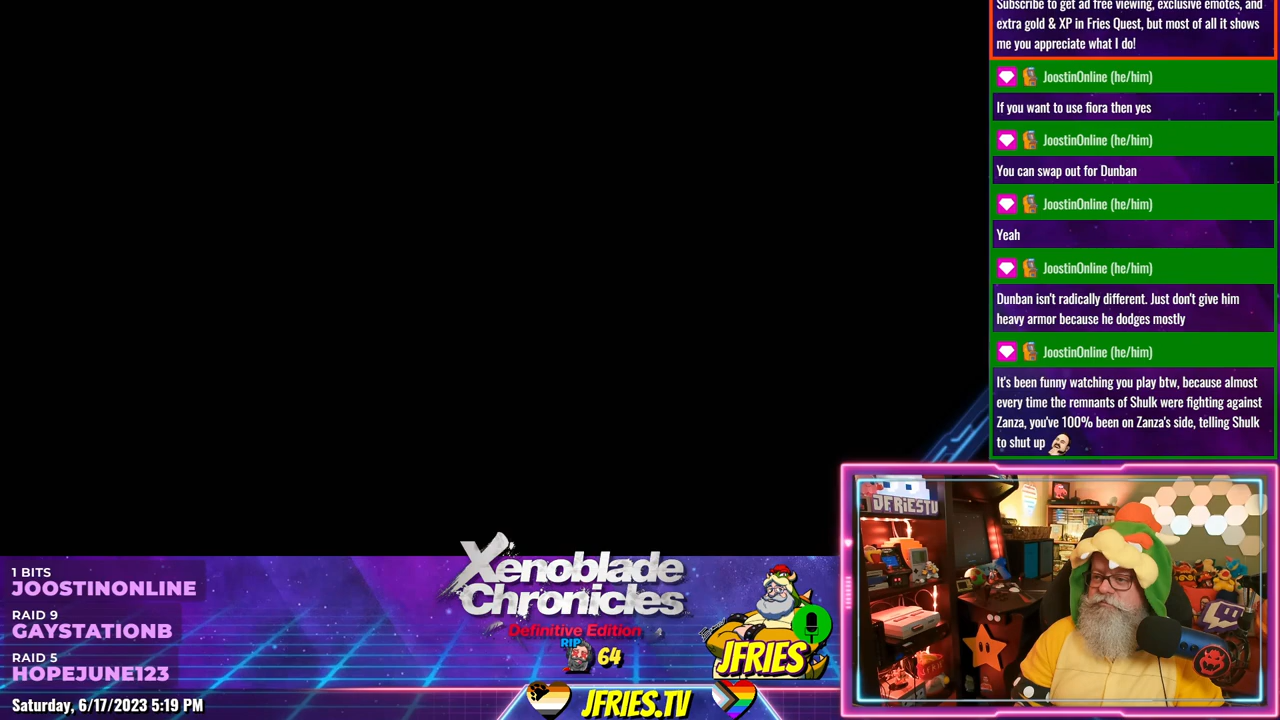 Subscribe to get ad free viewing, exclusive emotes, and
extra gold & XP in Fries Quest, but most of all it shows
me you appreciate what I do!
JoostinOnline (he/him)
If you want to use fiora then yes
JoostinOnline (he/him)
You can swap out for Dunban
JoostinOnline (he/him)
Yeah
JoostinOnline (he/him)
Dunban isn't radically different. Just don't give him
heavy armor because he dodges mostly
JoostinOnline (he/him)
It's been funny watching you play btw, because almost
every time the remnants of Shulk were fighting against
Zanza, you've 100% been on Zanza's side, telling Shulk
to shut up
1 BITS
JOOSTINONLINE
RAID 9
GAYSTATIONB
RAID 5
HOPEJUNE123
Saturday, 6/17/2023 5:19 PM
Xenoblade
Chronicles
Definitive Edition
RIP
64
JFRIES
JFRIES.TV
JFRIESTV